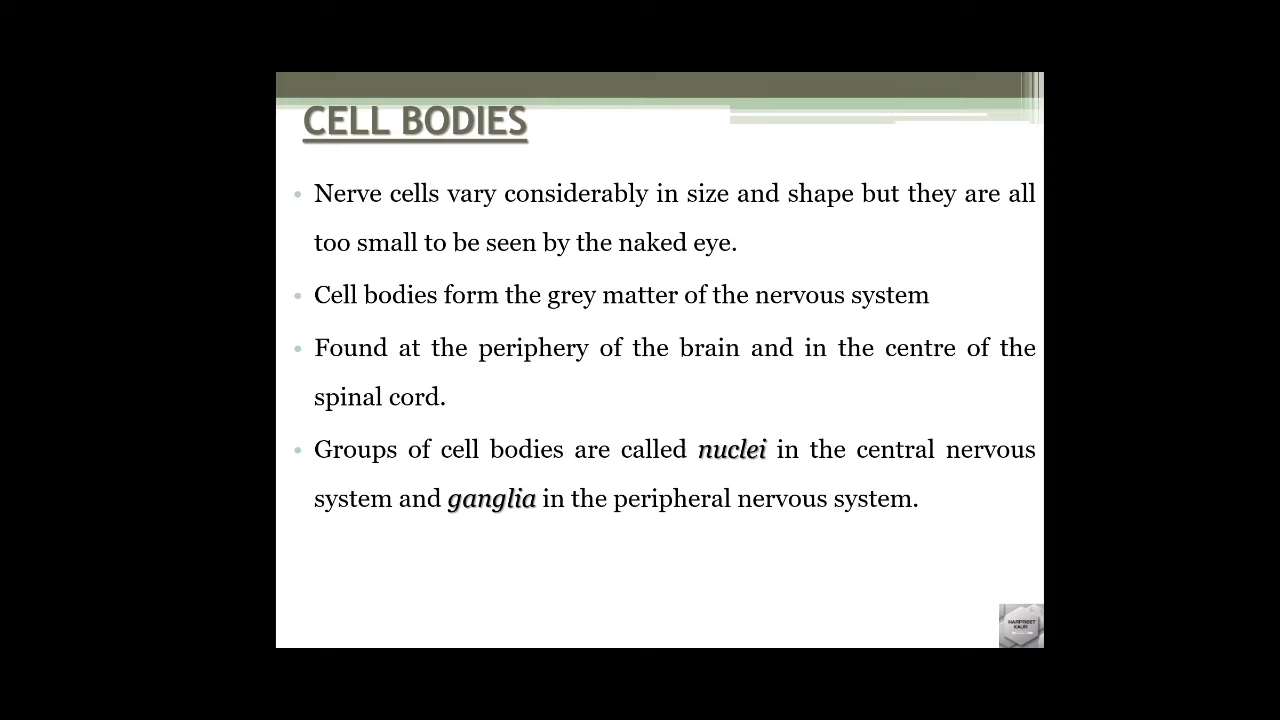 CELL BODIES
• Nerve cells vary considerably in size and shape but they are all
too small to be seen by the naked eye.
• Cell bodies form the grey matter of the nervous system
• Found at the periphery of the brain and in the centre of the
spinal cord.
• Groups of cell bodies are called nuclei in the central nervous
system and ganglia in the peripheral nervous system.
HARPREET
KAUR